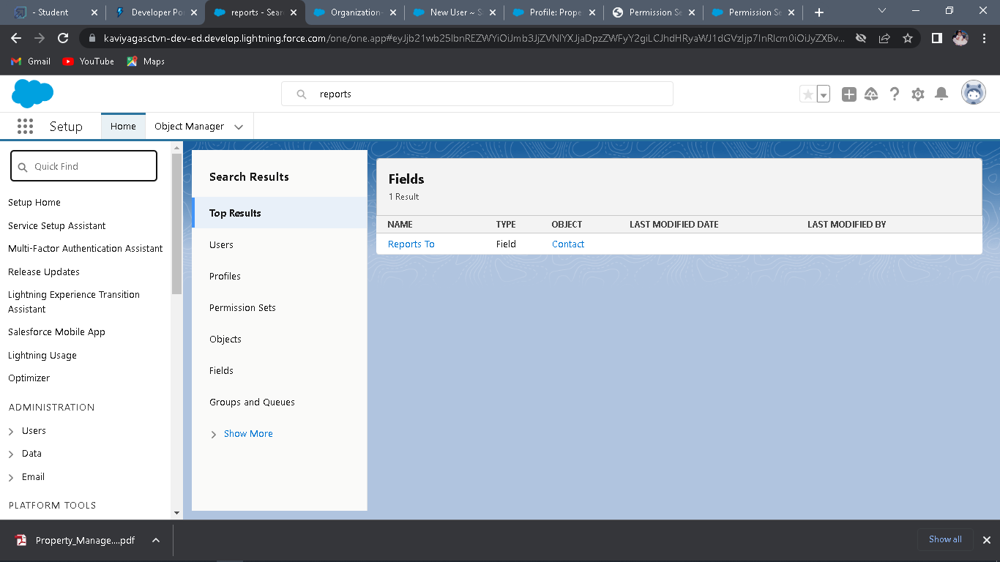 - Student
Developer Po
reports - Sear
Organization-
New User ~ S
Profile: Prope
Permission Se
Permission Se
kaviyagasctvn-dev-ed.develop.lightning.force.com
Gmail
YouTube
Maps
reports
Setup
Home
Object Manager
Quick Find
Setup Home
Service Setup Assistant
Multi-Factor Authentication Assistant
Release Updates
Lightning Experience Transition
Assistant
Salesforce Mobile App
Lightning Usage
Optimizer
ADMINISTRATION
Users
Data
Email
PLATFORM TOOLS
Search Results
Top Results
Users
Profiles
Permission Sets
Objects
Fields
Groups and Queues
Show More
Fields
1 Result
NAME TYPE OBJECT LAST MODIFIED DATE LAST MODIFIED BY
Reports To Field Contact
Property_Manage....pdf
Show all